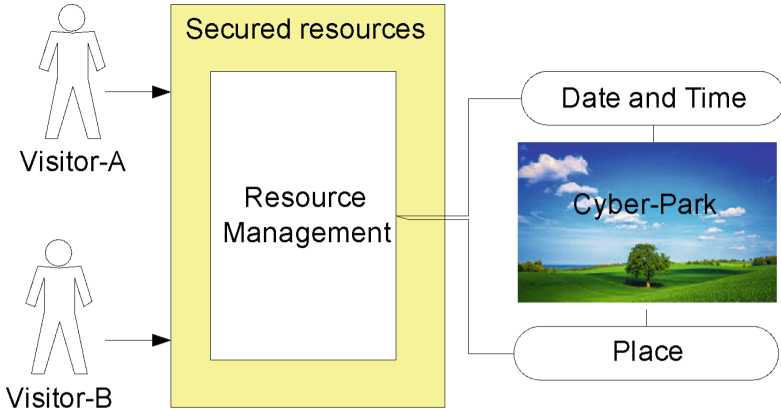 Secured resources
Visitor-A
Resource
Management
Visitor-B
Date and Time
Cyber-Park
Place